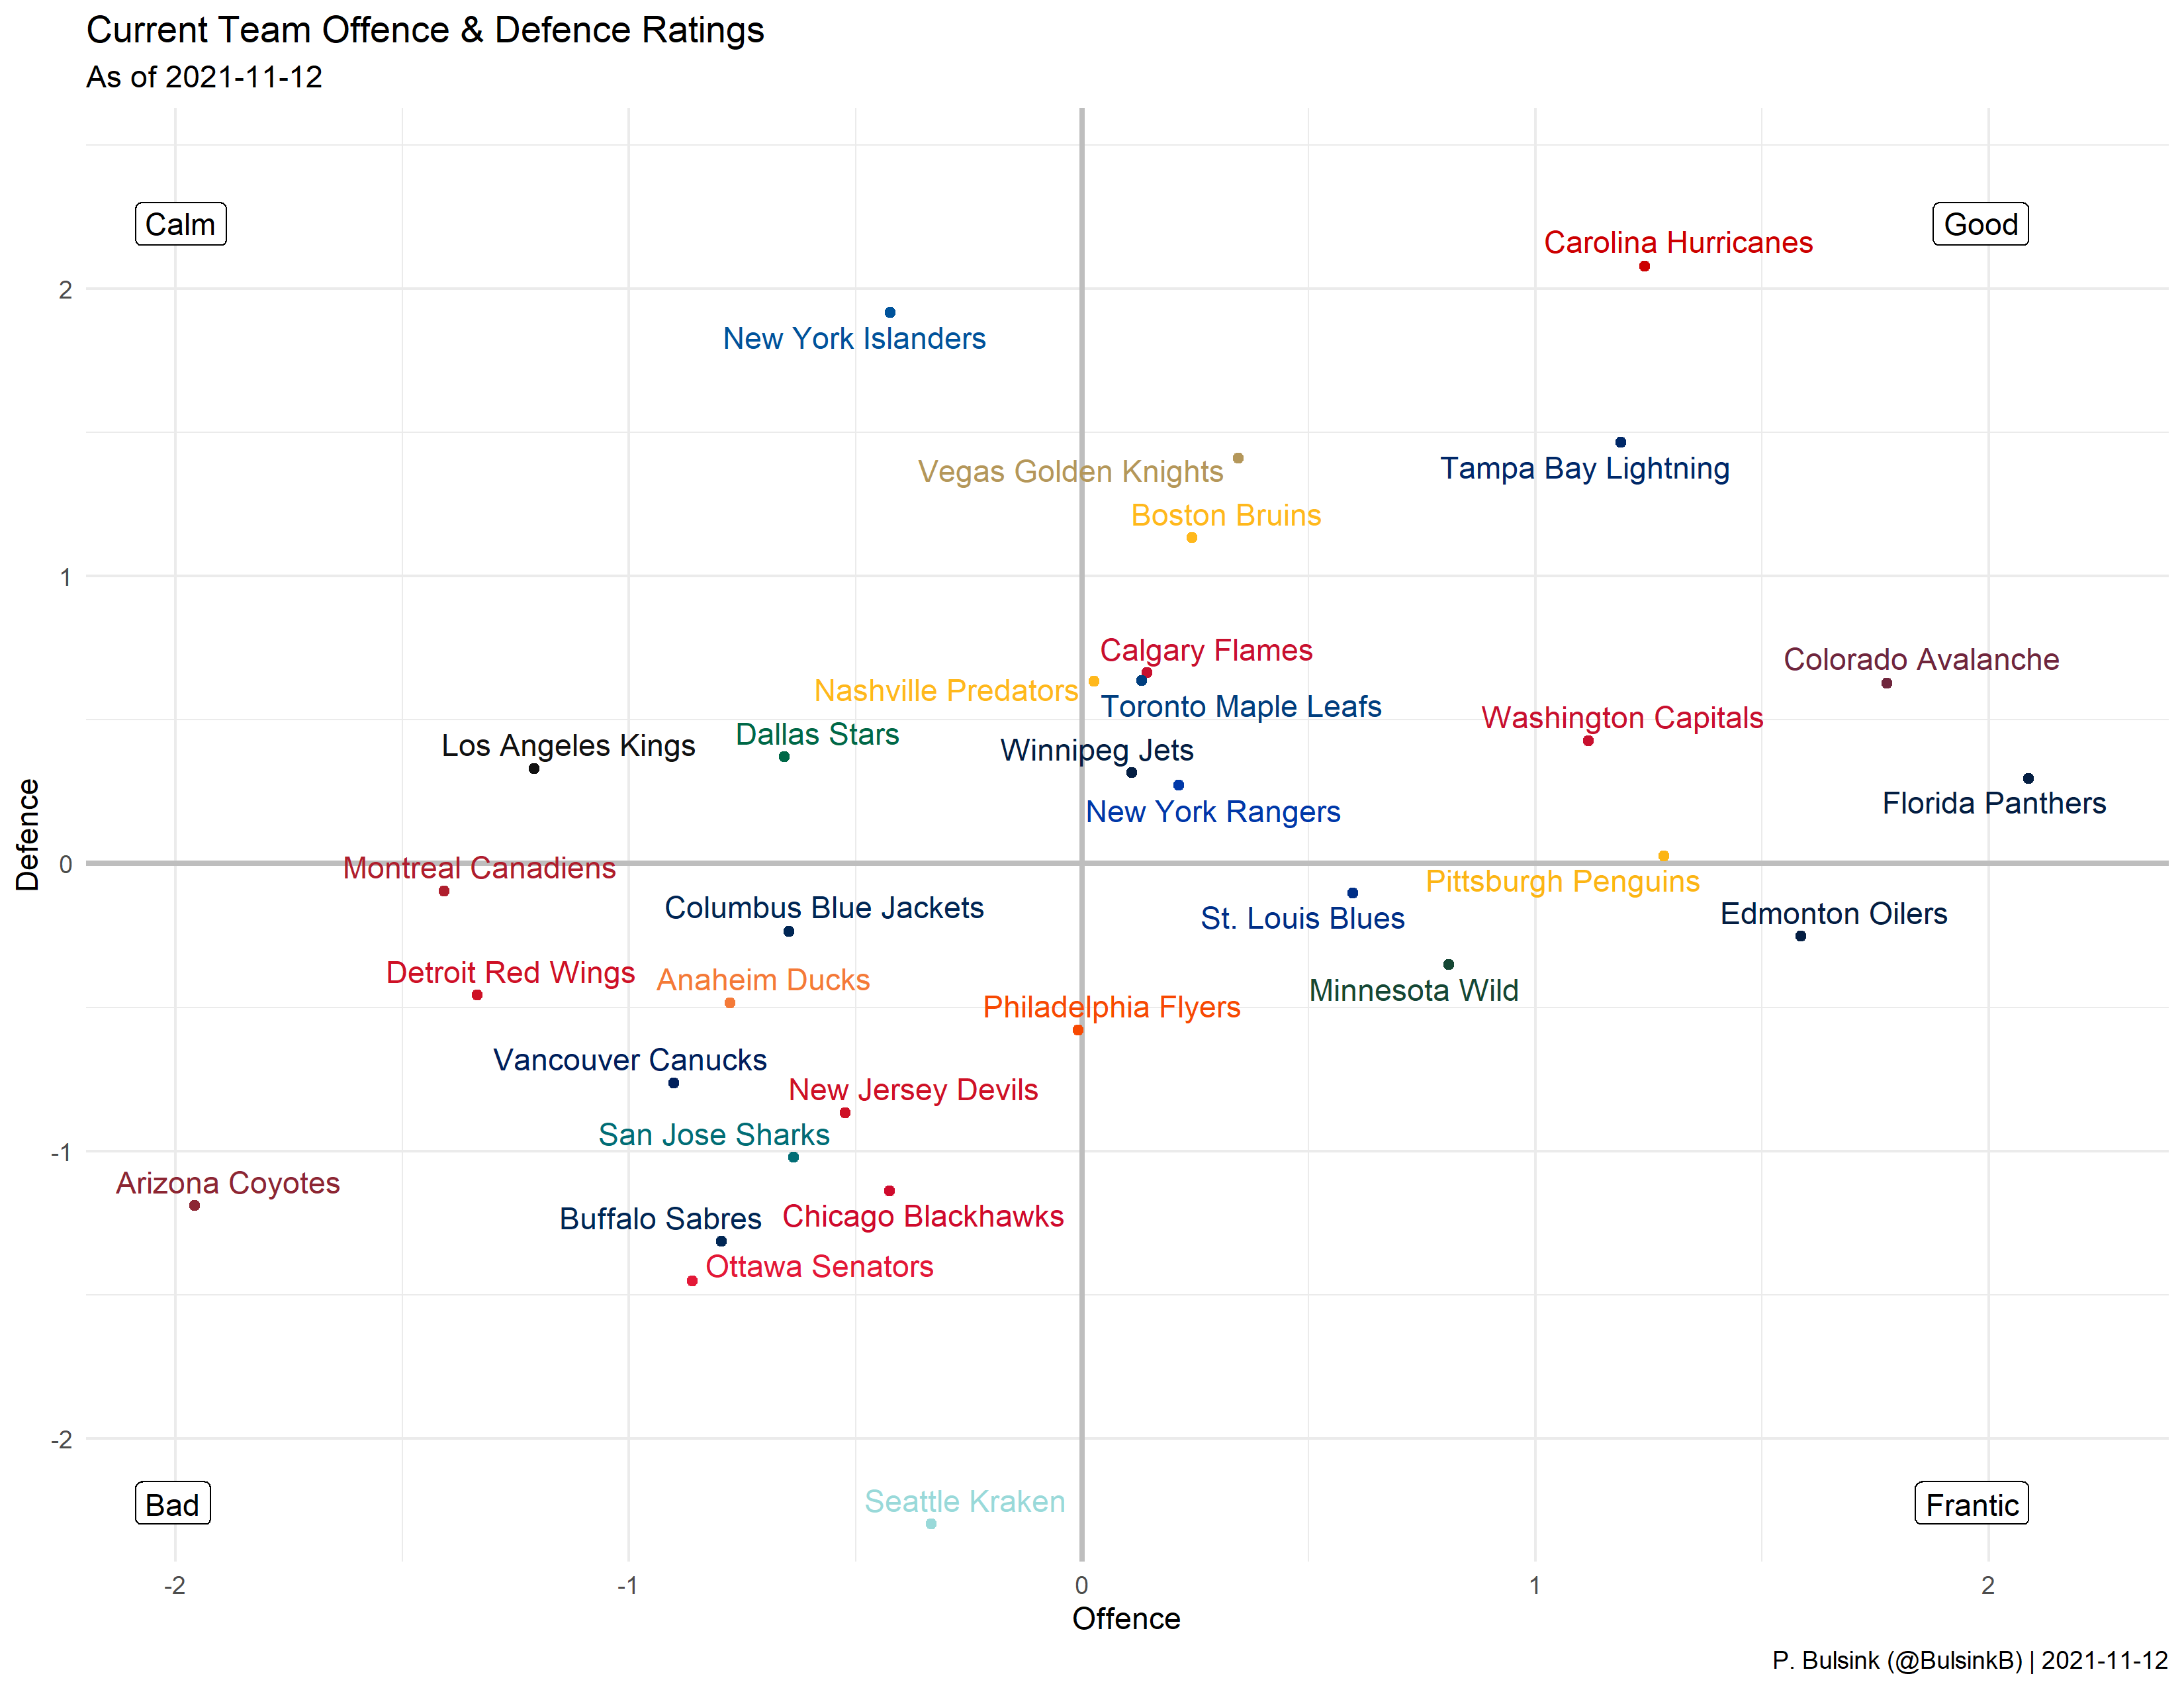 Current Team Offence & Defence Ratings
As of 2021-11-12
Calm
Good
Carolina Hurricanes
2
New York Islanders
Vegas Golden Knights
Tampa Bay Lightning
Boston Bruins
1
Calgary Flames
Colorado Avalanche
Nashville Predators
Toronto Maple Leafs
Washington Capitals
Dallas Stars
Los Angeles Kings
Winnipeg Jets
Florida Panthers
New York Rangers
Defence
0
Montreal Canadiens
Pittsburgh Penguins
Columbus Blue Jackets
St. Louis Blues
Edmonton Oilers
Detroit Red Wings
Anaheim Ducks
Minnesota Wild
Philadelphia Flyers
Vancouver Canucks
New Jersey Devils
San Jose Sharks
-1
Arizona Coyotes
Buffalo Sabres
Chicago Blackhawks
Ottawa Senators
-2
Bad
Seattle Kraken
Frantic
-2
-1
0
1
2
Offence
P. Bulsink (@BulsinkB) | 2021-11-12